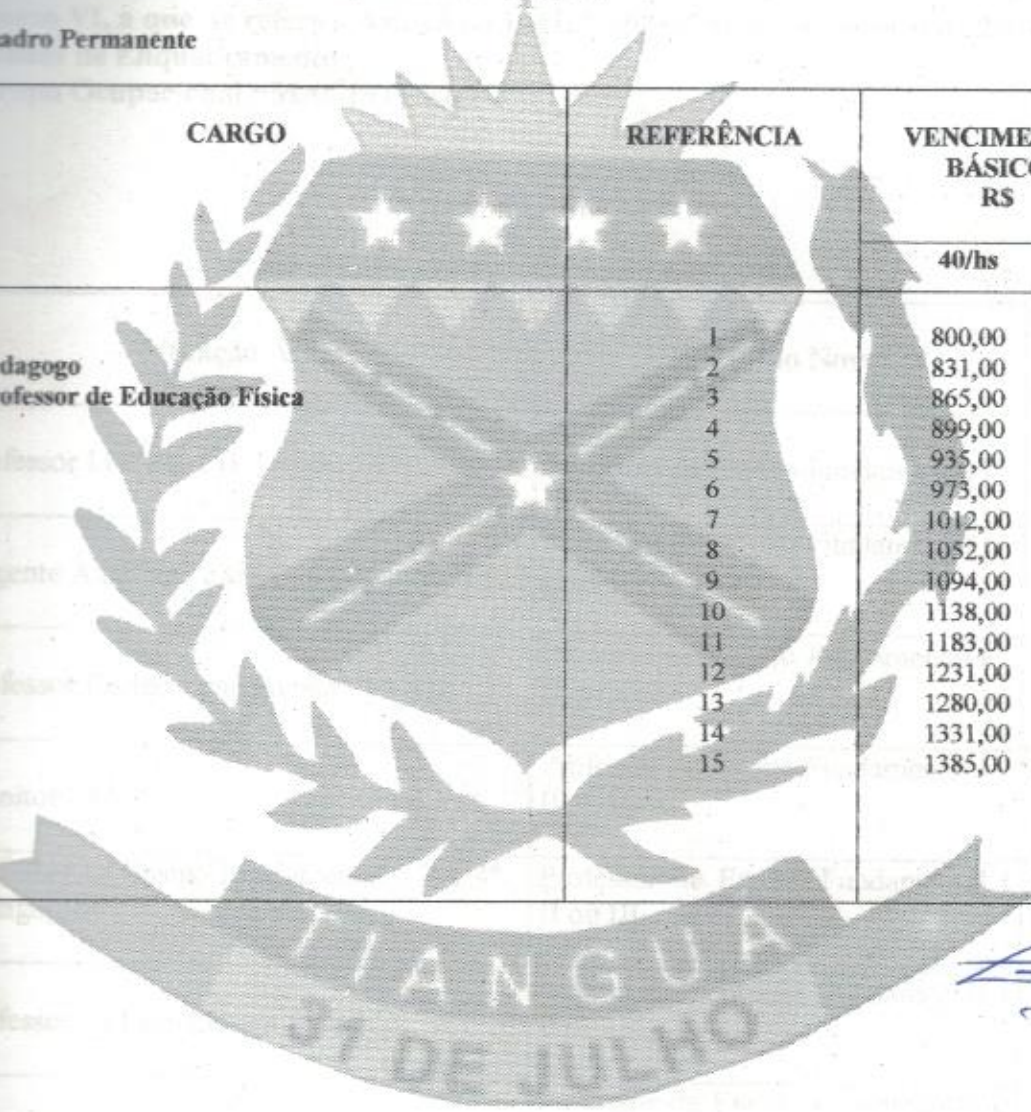 adro Permanente
CARGO
REFERÊNCIA
VENCIME
BÁSICO
R$
40/hs
dagogo
ofessor de Educação Física
1 800,00
2 831,00
3 865,00
4 899,00
5 935,00
6 973,00
7 1012,00
8 1052,00
9 1094,00
10 1138,00
11 1183,00
12 1231,00
13 1280,00
14 1331,00
15 1385,00
TIANGUA
31 DE JULHO